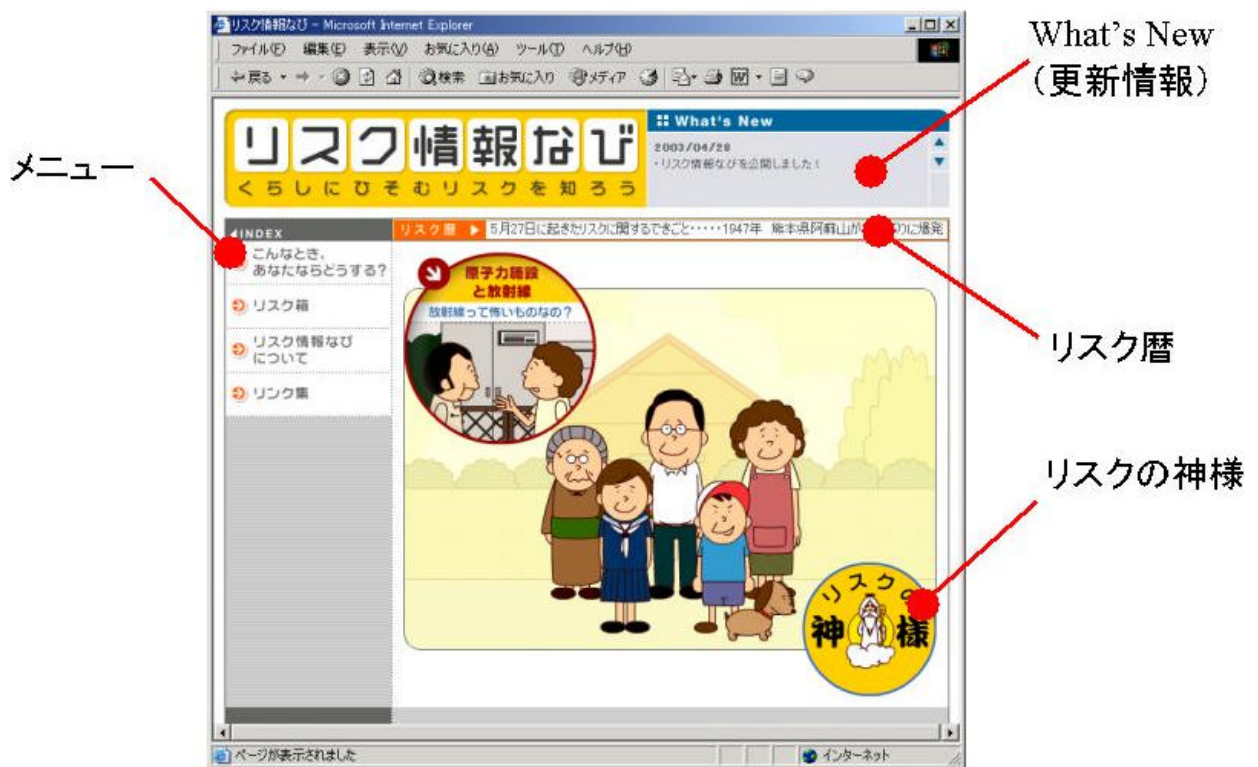 リスク情報なび - Microsoft Internet Explorer
ファイル(F) 編集(E) 表示(V) お気に入り(A) ツール(T) ヘルプ(H)
戻る 検索 お気に入り メディア
What's New
(更新情報)
リスク情報なび
くらしにひそむリスクを知ろう
What's New
2003/04/28
・リスク情報なびを公開しました!
メニュー
INDEX
リスク暦 5月27日に起きたリスクに関するできごと・・・・・1947年 熊本県阿蘇山が
りに爆発
こんなとき、
あなたならどうする?
リスク箱
リスク情報なび
について
リンク集
原子力施設
と放射線
放射線って怖いものなの?
リスク暦
リスクの神様
リスクの
神様
ページが表示されました
インターネット